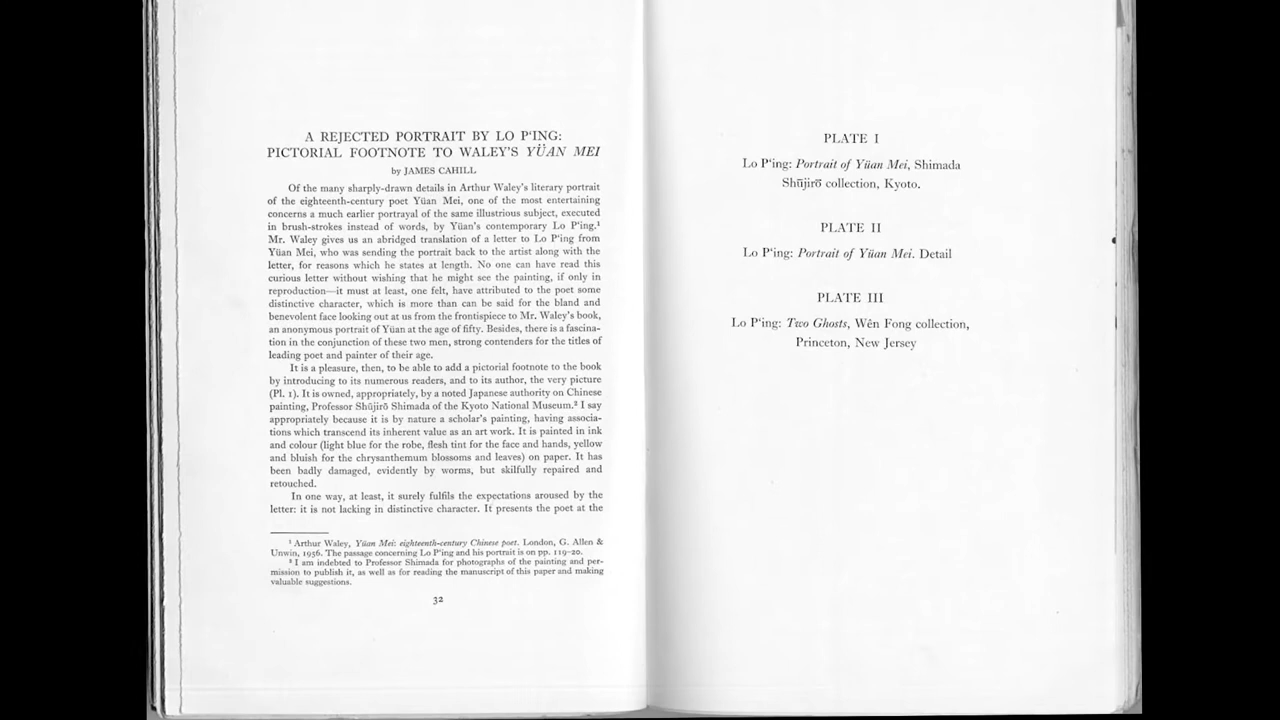 A REJECTED PORTRAIT BY LO P‘ING:
PICTORIAL FOOTNOTE TO WALEY'S YÜAN MEI
by JAMES CAHILL
Of the many sharply-drawn details in Arthur Waley's literary portrait
of the eighteenth-century poet Yüan Mei, one of the most entertaining
concerns a much earlier portrayal of the same illustrious subject, executed
in brush-strokes instead of words, by Yüan's contemporary Lo P‘ing.¹
Mr. Waley gives us an abridged translation of a letter to Lo P‘ing from
Yüan Mei, who was sending the portrait back to the artist along with the
letter, for reasons which he states at length. No one can have read this
curious letter without wishing that he might see the painting, if only in
reproduction—it must at least, one felt, have attributed to the poet some
distinctive character, which is more than can be said for the bland and
benevolent face looking out at us from the frontispiece to Mr. Waley's book,
an anonymous portrait of Yüan at the age of fifty. Besides, there is a fascina-
tion in the conjunction of these two men, strong contenders for the titles of
leading poet and painter of their age.
It is a pleasure, then, to be able to add a pictorial footnote to the book
by introducing to its numerous readers, and to its author, the very picture
(Pl. 1). It is owned, appropriately, by a noted Japanese authority on Chinese
painting, Professor Shūjirō Shimada of the Kyoto National Museum.² I say
appropriately because it is by nature a scholar's painting, having associa-
tions which transcend its inherent value as an art work. It is painted in ink
and colour (light blue for the robe, flesh tint for the face and hands, yellow
and bluish for the chrysanthemum blossoms and leaves) on paper. It has
been badly damaged, evidently by worms, but skilfully repaired and
retouched.
In one way, at least, it surely fulfils the expectations aroused by the
letter: it is not lacking in distinctive character. It presents the poet at the
¹ Arthur Waley, Yüan Mei: eighteenth-century Chinese poet. London, G. Allen &
Unwin, 1956. The passage concerning Lo P‘ing and his portrait is on pp. 119-20.
² I am indebted to Professor Shimada for photographs of the painting and per-
mission to publish it, as well as for reading the manuscript of this paper and making
valuable suggestions.
32
PLATE I
Lo P‘ing: Portrait of Yüan Mei, Shimada
Shūjirō collection, Kyoto.
PLATE II
Lo P‘ing: Portrait of Yüan Mei. Detail
PLATE III
Lo P‘ing: Two Ghosts, Wên Fong collection,
Princeton, New Jersey